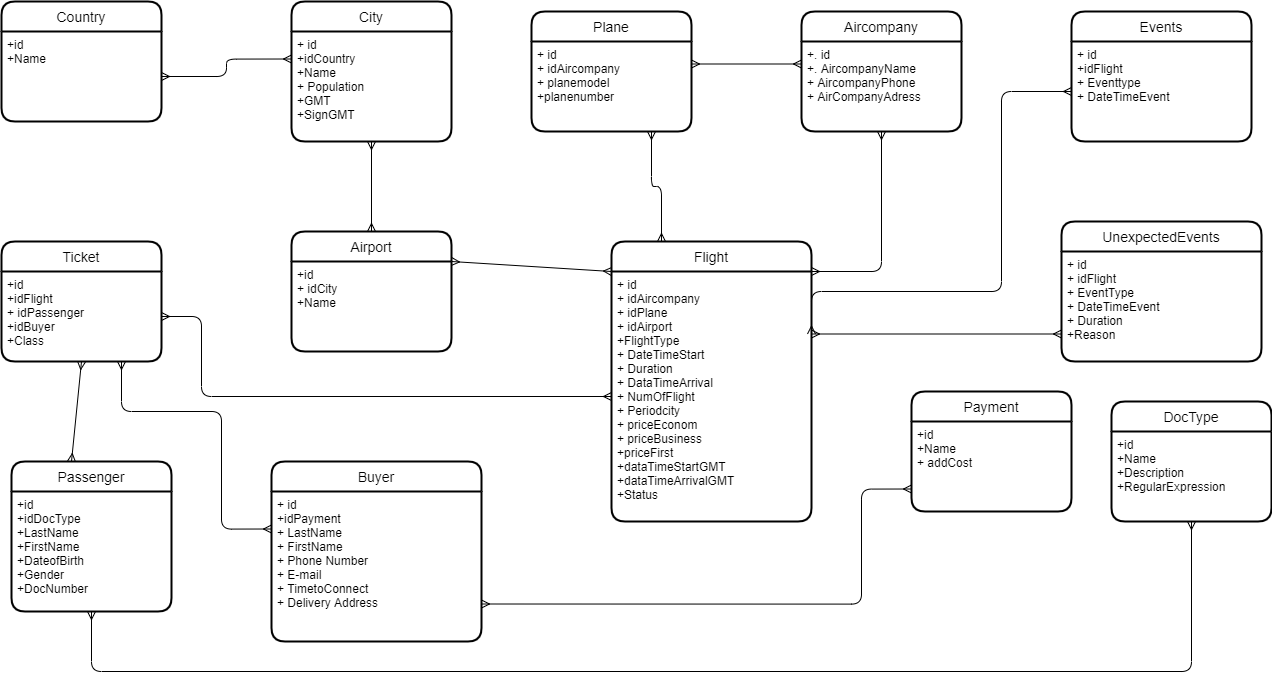 Country
+id
+Name
City
+ id
+idCountry
+Name
+ Population
+GMT
+SignGMT
Plane
+ id
+ idAircompany
+ planemodel
+planenumber
Aircompany
+. id
+. AircompanyName
+ AircompanyPhone
+ AirCompanyAdress
Events
+ id
+idFlight
+ Eventtype
+ DateTimeEvent
Ticket
+id
+idFlight
+ idPassenger
+idBuyer
+Class
Airport
+id
+ idCity
+Name
Flight
+ id
+ idAircompany
+ idPlane
+ idAirport
+FlightType
+ DateTimeStart
+ Duration
+ DataTimeArrival
+ NumOfFlight
+ Periodcity
+ priceEconom
+ priceBusiness
+priceFirst
+dataTimeStartGMT
+dataTimeArrivalGMT
+Status
UnexpectedEvents
+ id
+ idFlight
+ EventType
+ DateTimeEvent
+ Duration
+Reason
Passenger
+id
+idDocType
+LastName
+FirstName
+DateofBirth
+Gender
+DocNumber
Buyer
+ id
+idPayment
+ LastName
+ FirstName
+ Phone Number
+ E-mail
+ TimetoConnect
+ Delivery Address
Payment
+id
+Name
+ addCost
DocType
+id
+Name
+Description
+RegularExpression